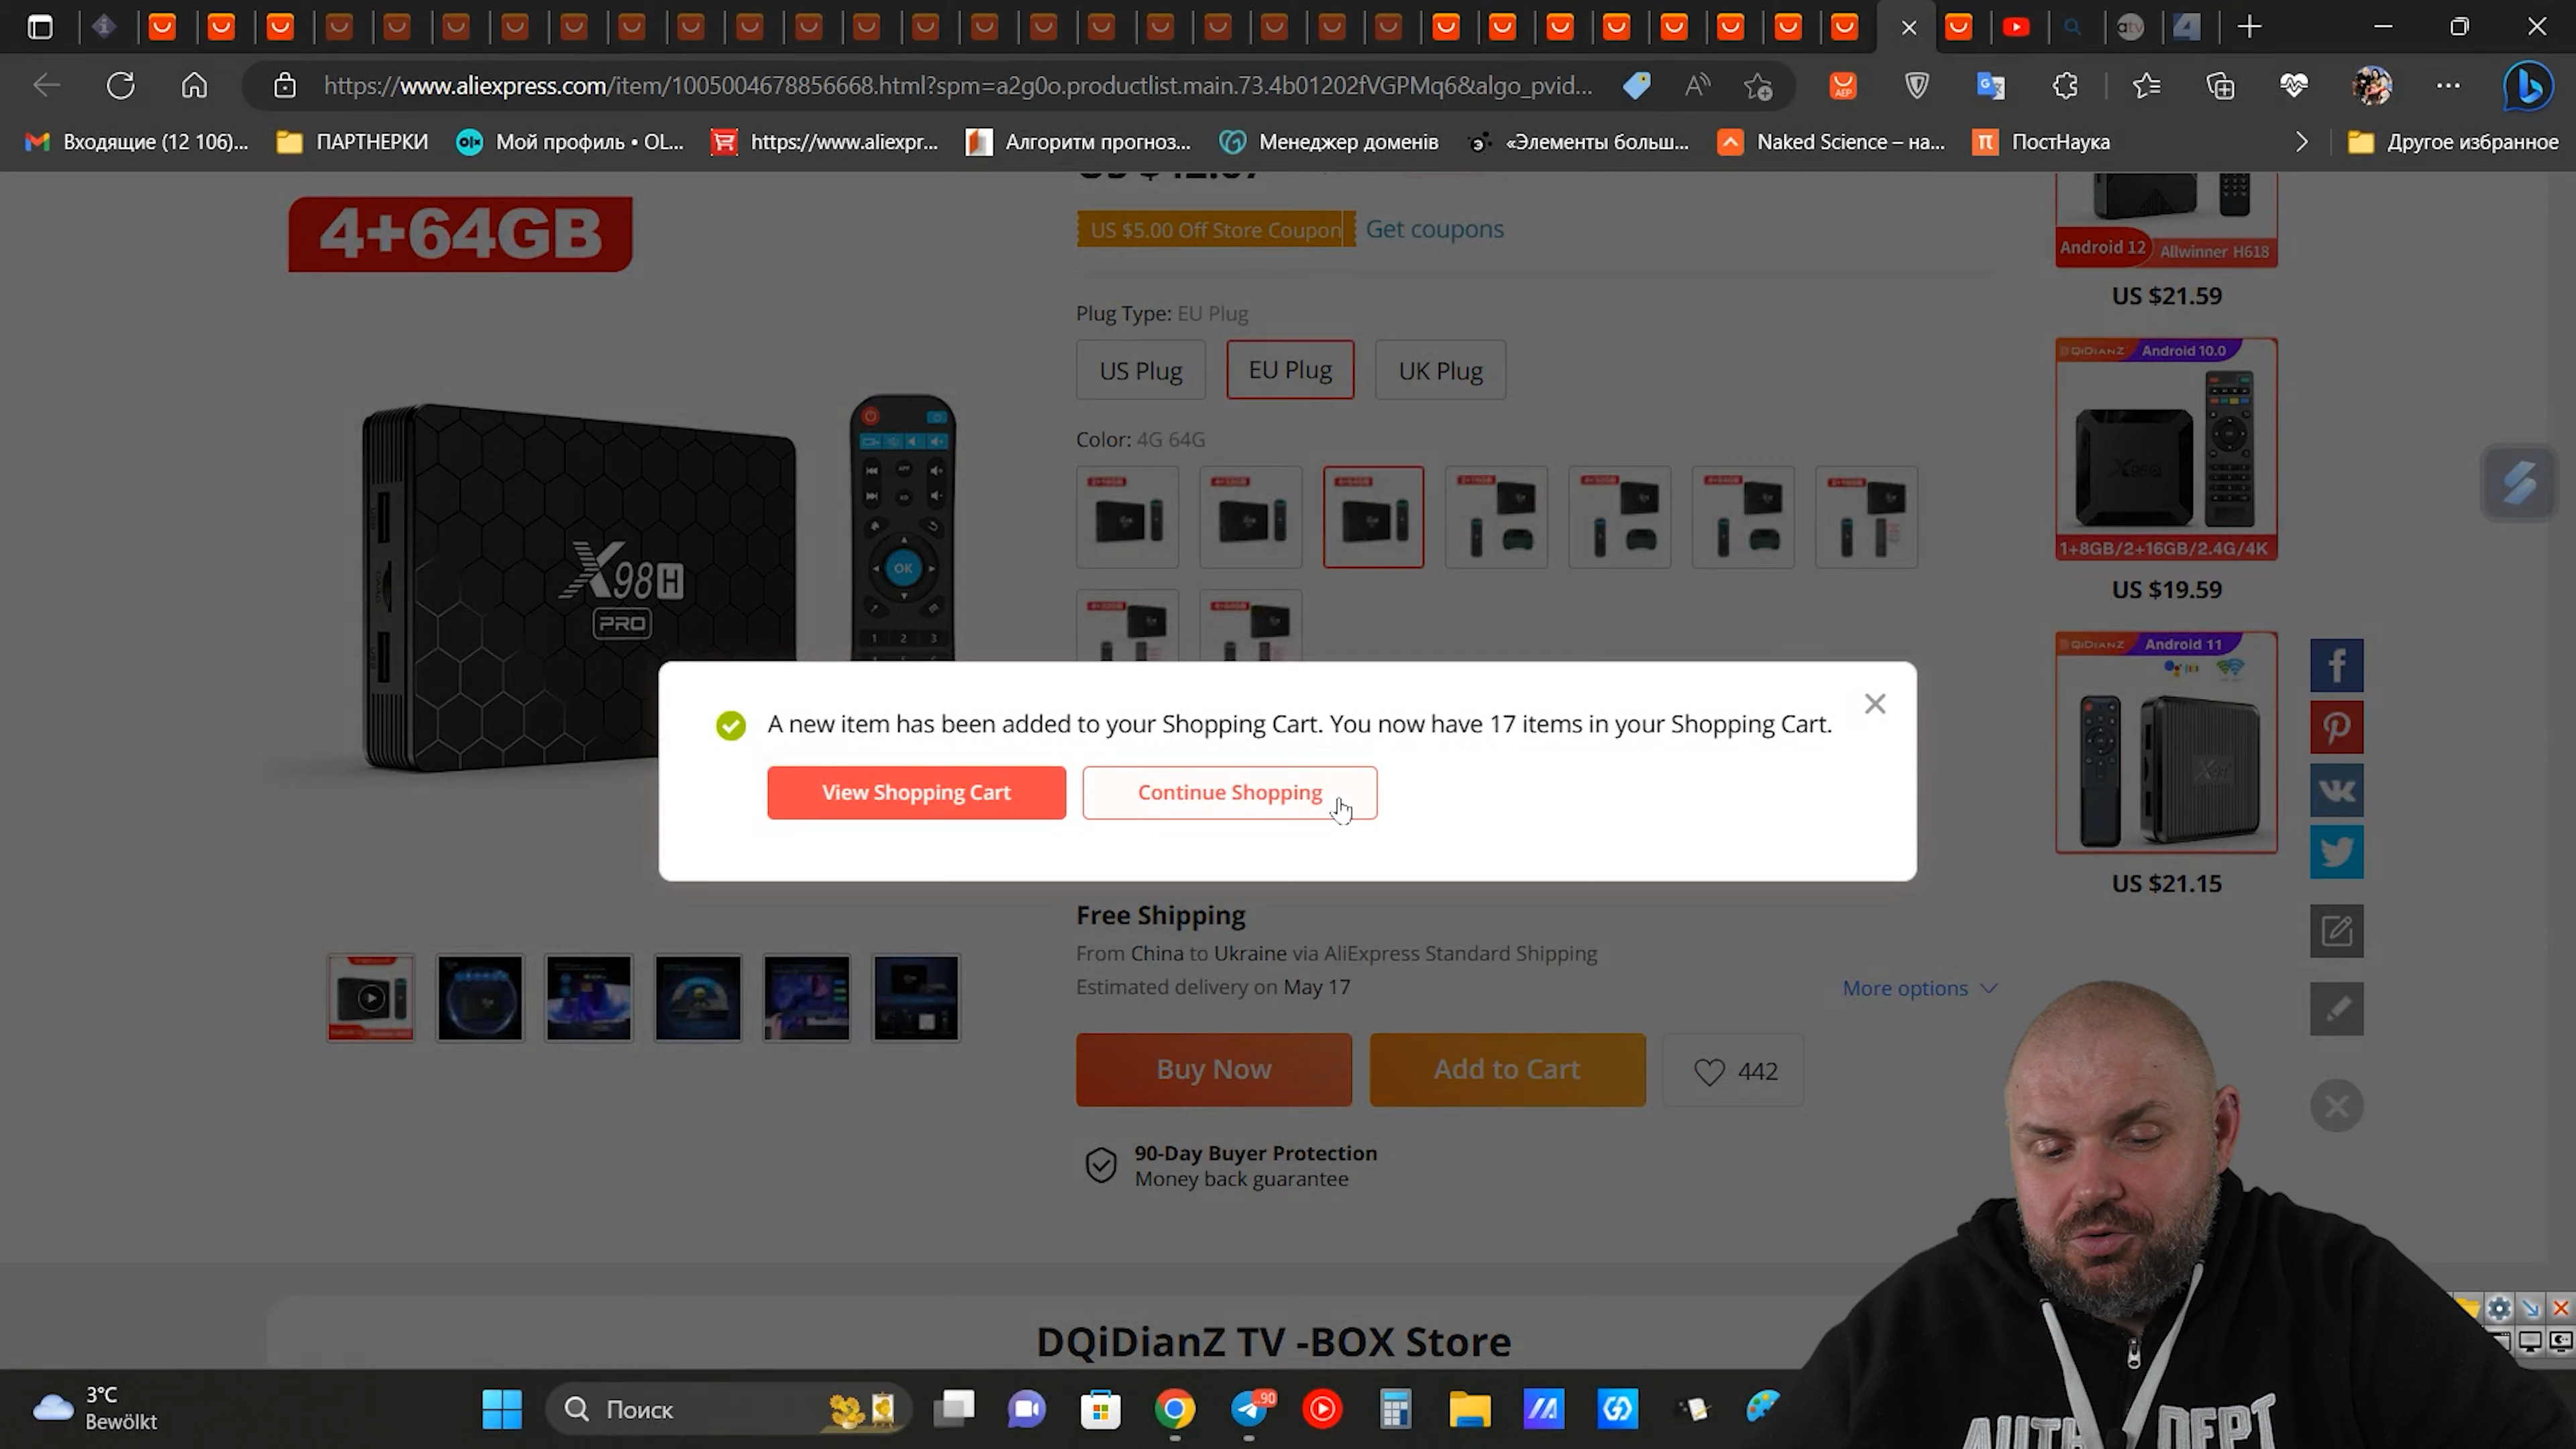 https://www.aliexpress.com/item/1005004678856668.html?spm=a2g0o.productlist.main.73.4b01202fVGPMq6&algo_pvid...
Входящие (12 106)...
ПАРТНЕРКИ
Мой профиль • OL...
https://www.aliexpr...
Алгоритм прогноз...
Менеджер доменів
«Элементы больш...
Naked Science – на...
ПостНаука
Другое избранное
4+64GB
US $5.00 Off Store Coupon
Get coupons
Plug Type: EU Plug
US Plug
EU Plug
UK Plug
Color: 4G 64G
X98H
PRO
OK
1 2 3
A new item has been added to your Shopping Cart. You now have 17 items in your Shopping Cart.
View Shopping Cart
Continue Shopping
Free Shipping
From China to Ukraine via AliExpress Standard Shipping
Estimated delivery on May 17
More options
Buy Now
Add to Cart
442
90-Day Buyer Protection
Money back guarantee
DQiDianZ TV -BOX Store
Android 12
Allwinner H618
US $21.59
QiDiANZ
Android 10.0
1+8GB/2+16GB/2.4G/4K
US $19.59
QiDiANZ
Android 11
US $21.15
3°C
Bewölkt
Поиск
90
AUTH DEPT